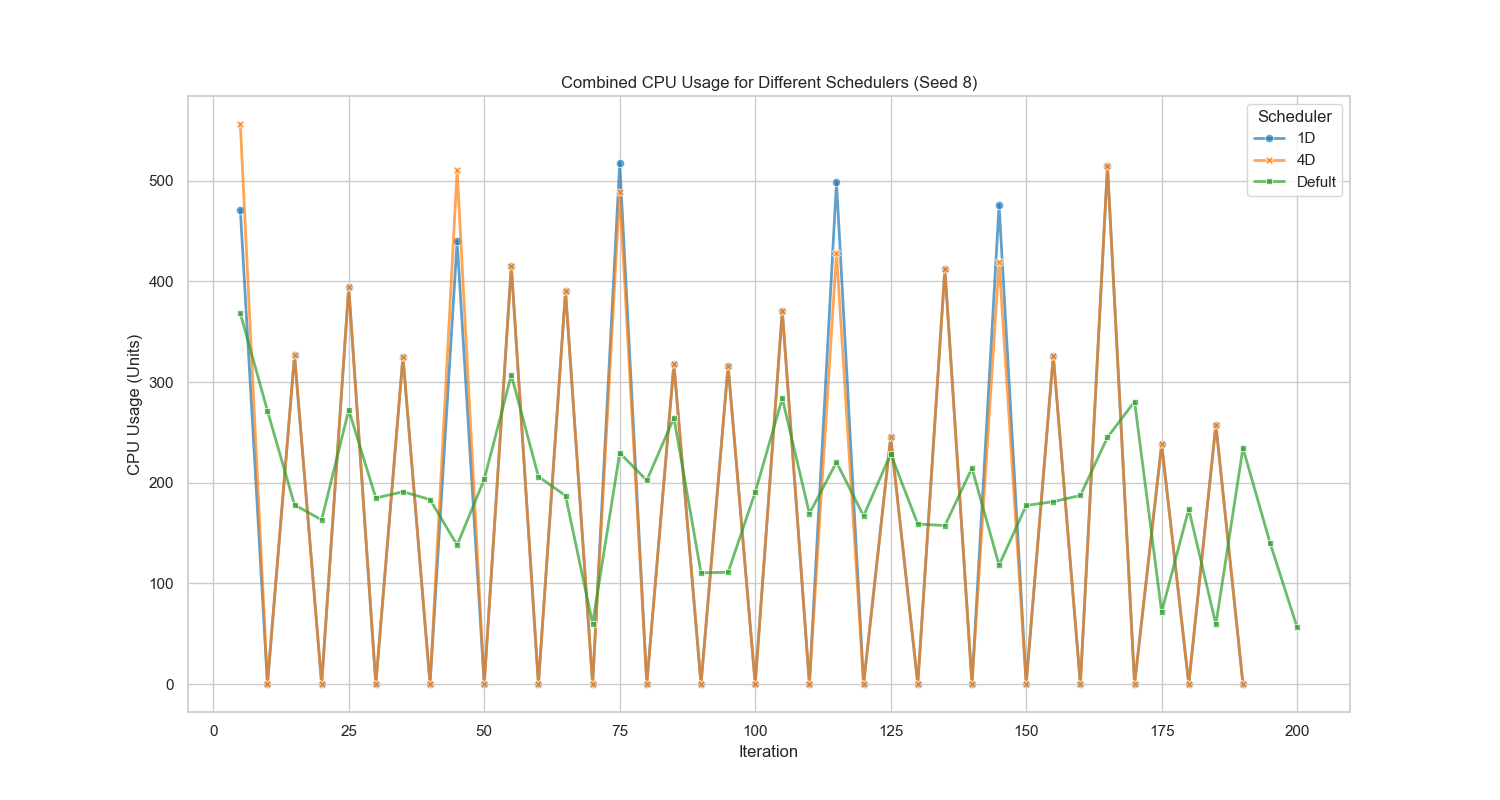 Combined CPU Usage for Different Schedulers (Seed 8)
Scheduler
1D
4D
Defult
CPU Usage (Units)
500
400
300
200
100
0
0 25 50 75 100 125 150 175 200
Iteration